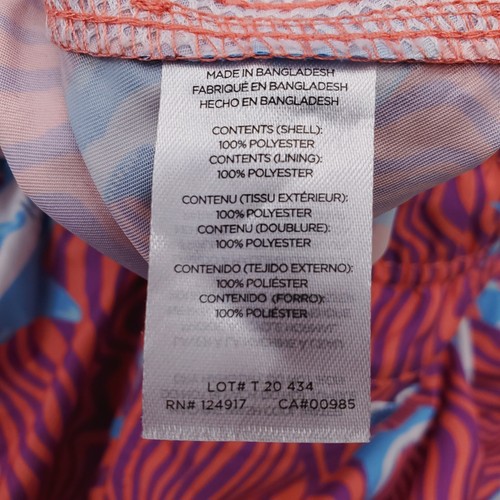 MADE IN BANGLADESH
FABRIQUÉ EN BANGLADESH
HECHO EN BANGLADESH
CONTENTS (SHELL):
100% POLYESTER
CONTENTS (LINING):
100% POLYESTER
CONTENU (TISSU EXTÉRIEUR):
100% POLYESTER
CONTENU (DOUBLURE):
100% POLYESTER
CONTENIDO (TEJIDO EXTERNO):
100% POLIÉSTER
CONTENIDO (FORRO):
100% POLIÉSTER
LOT# T 20 434
RN# 124917 CA#00985